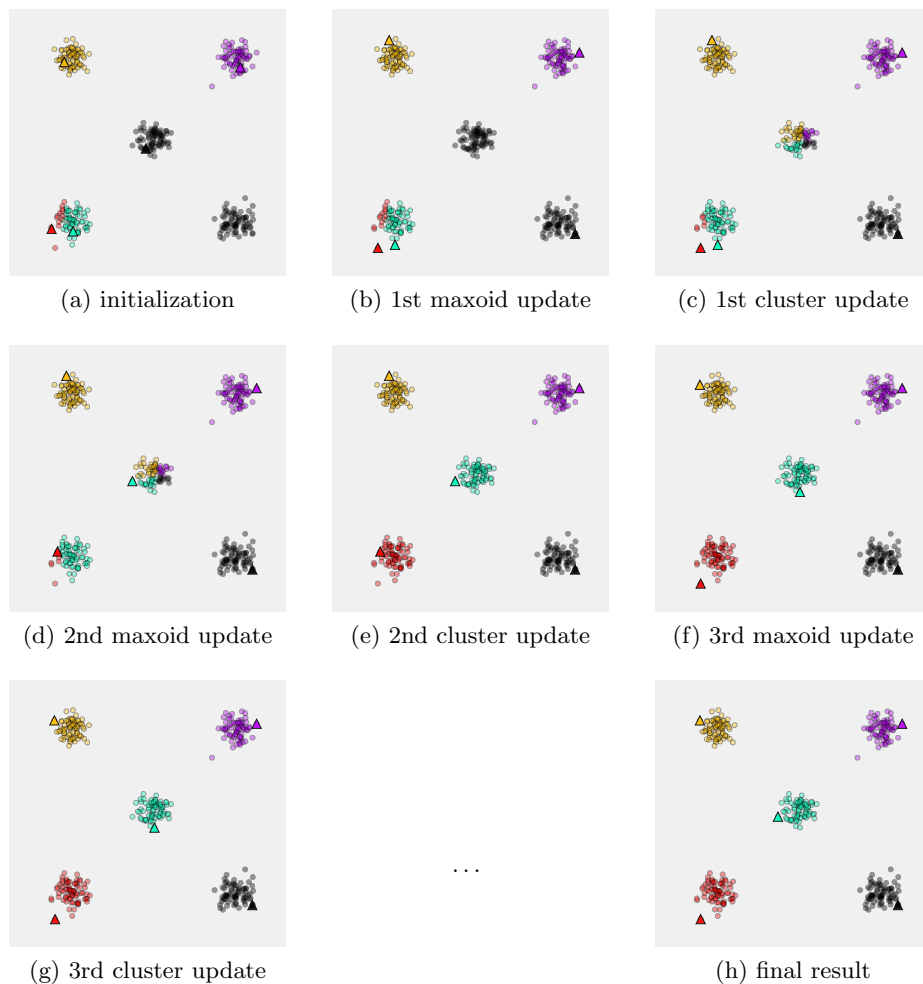 (a) initialization
(b) 1st maxoid update
(c) 1st cluster update
(d) 2nd maxoid update
(e) 2nd cluster update
(f) 3rd maxoid update
...
(g) 3rd cluster update
(h) final result